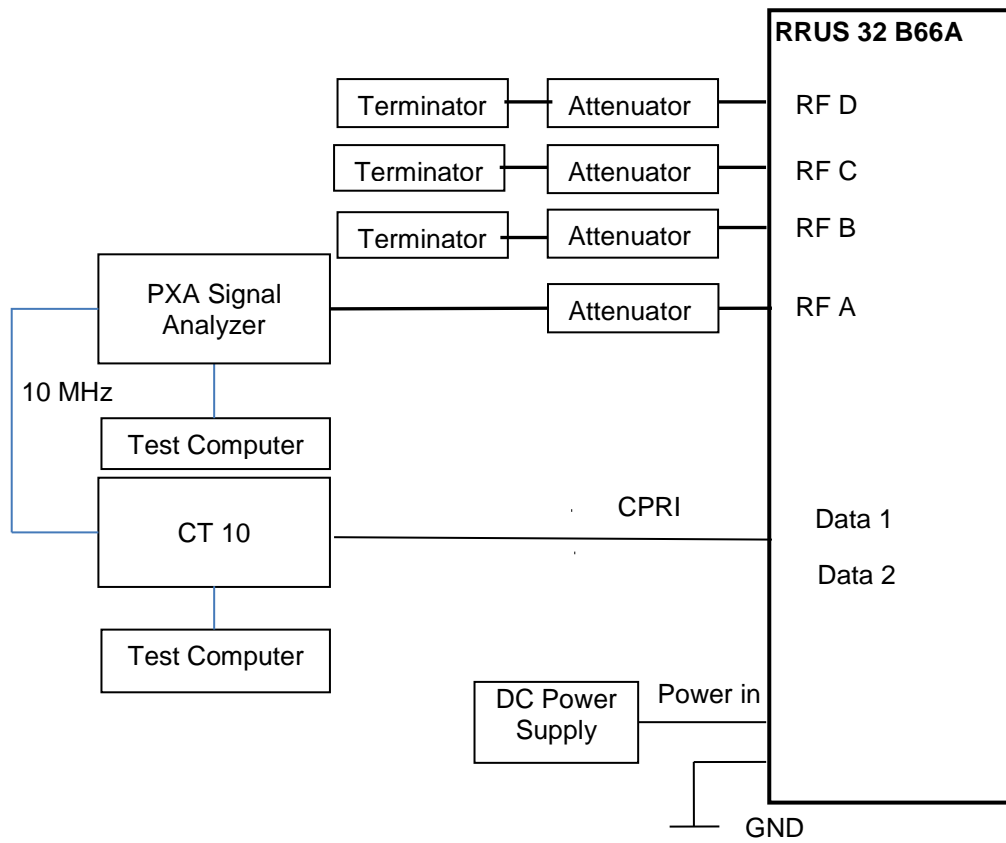 RRUS 32 B66A
Terminator
Attenuator
RF D
Terminator
Attenuator
RF C
Terminator
Attenuator
RF B
PXA Signal
Analyzer
Attenuator
RF A
10 MHz
Test Computer
CT 10
CPRI
Data 1
Data 2
Test Computer
DC Power
Supply
Power in
GND